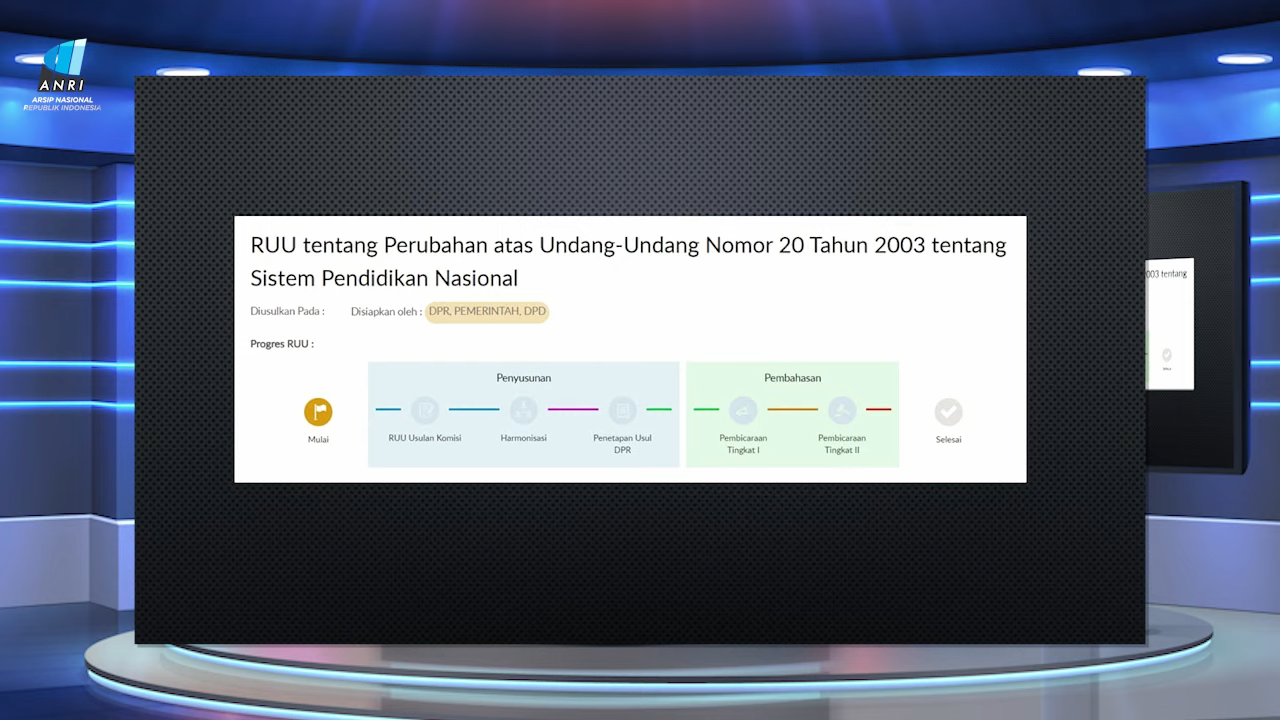 ANRI
ARSIP NASIONAL
REPUBLIK INDONESIA
RUU tentang Perubahan atas Undang-Undang Nomor 20 Tahun 2003 tentang
Sistem Pendidikan Nasional
Diusulkan Pada :
Disiapkan oleh : DPR, PEMERINTAH, DPD
Progres RUU :
Mulai
Penyusunan
RUU Usulan Komisi
Harmonisasi
Penetapan Usul
DPR
Pembahasan
Pembicaraan
Tingkat I
Pembicaraan
Tingkat II
Selesai
003 tentang